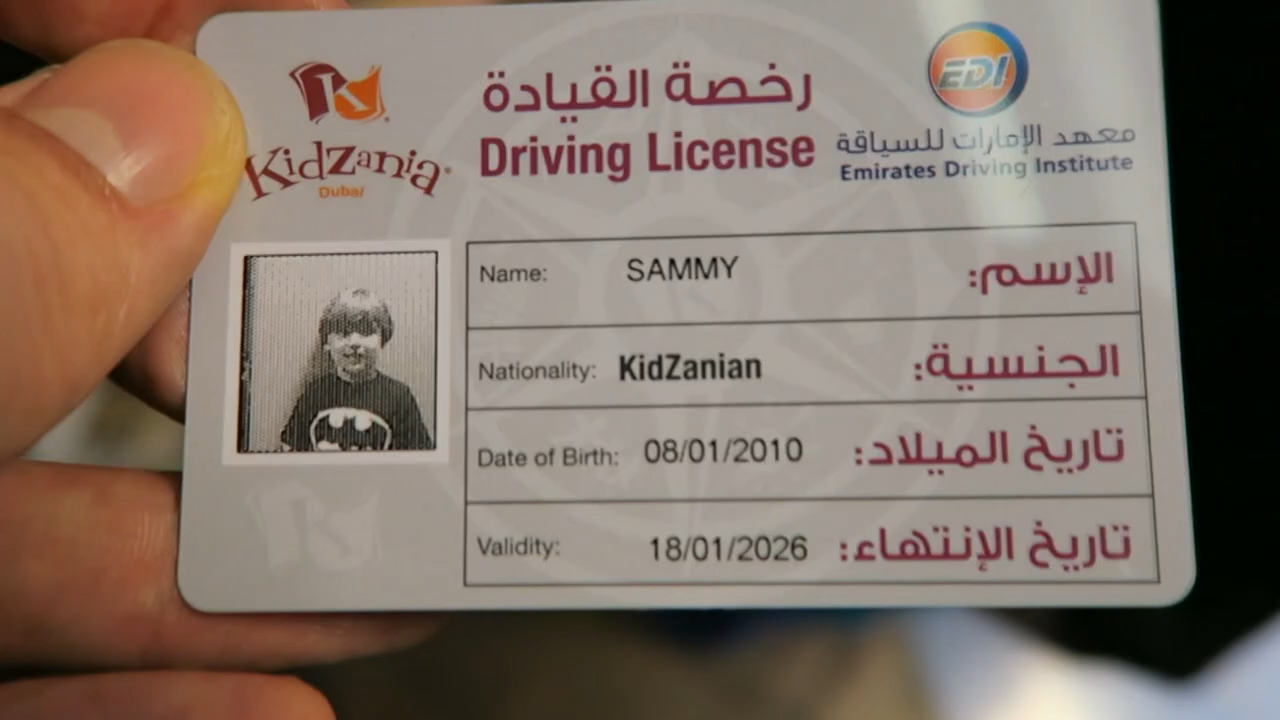 رخصة القيادة
Driving License
KidZania
Dubai
EDI
معهد الإمارات للسياقة
Emirates Driving Institute
Name: SAMMY الإسم:
Nationality: KidZanian الجنسية:
Date of Birth: 08/01/2010 تاريخ الميلاد:
Validity: 18/01/2026 تاريخ الإنتهاء: